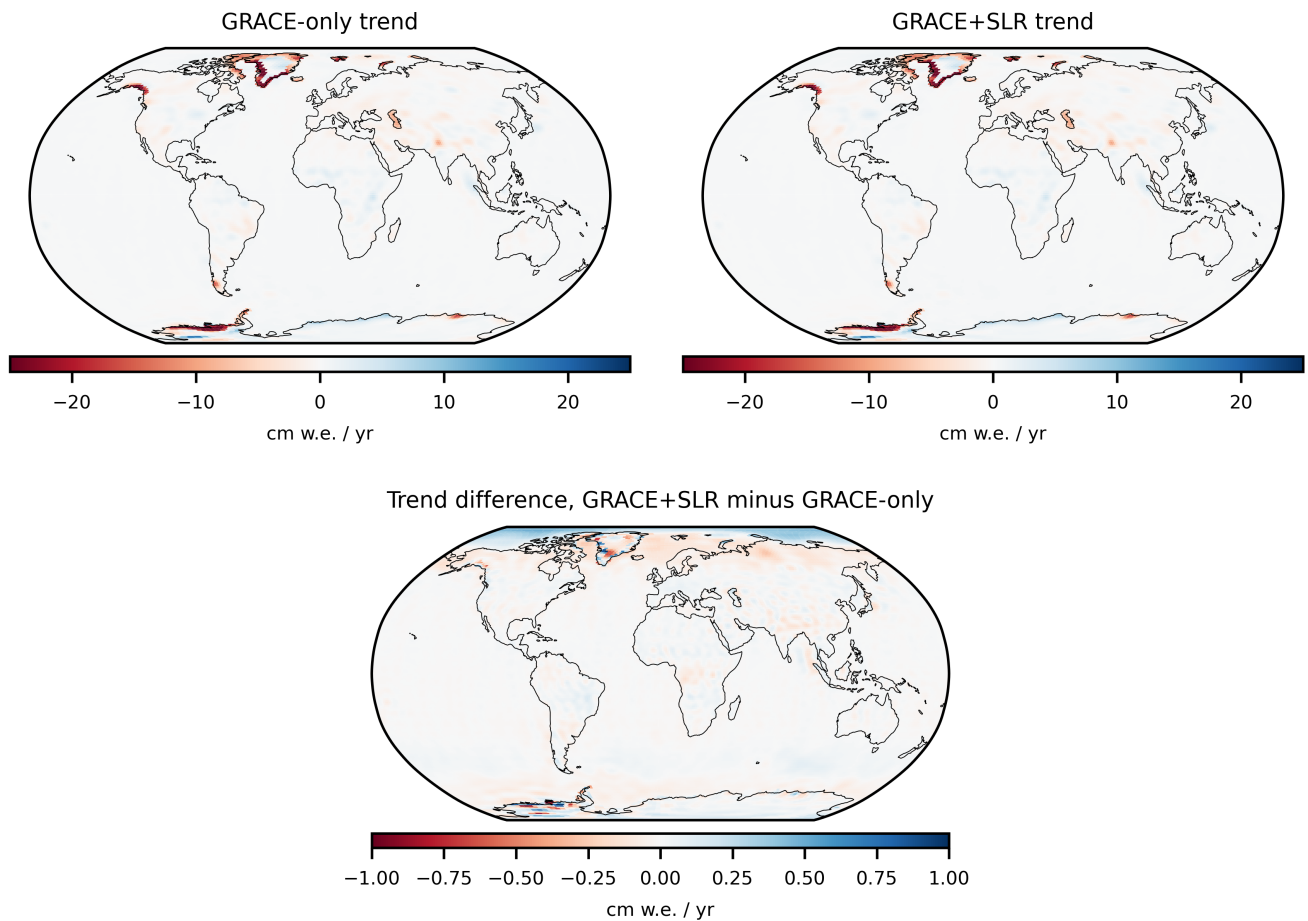 GRACE-only trend
GRACE+SLR trend
−20 −10 0 10 20
cm w.e. / yr
−20 −10 0 10 20
cm w.e. / yr
Trend difference, GRACE+SLR minus GRACE-only
−1.00 −0.75 −0.50 −0.25 0.00 0.25 0.50 0.75 1.00
cm w.e. / yr